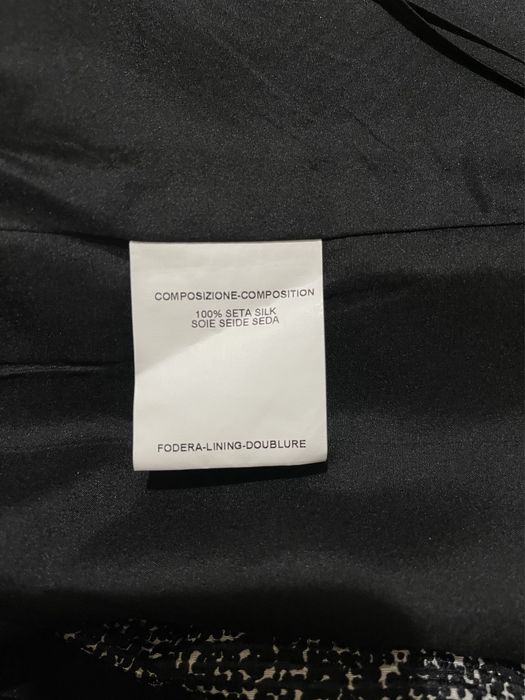 COMPOSIZIONE-COMPOSITION
100% SETA SILK
SOIE SEIDE SEDA
FODERA-LINING-DOUBLURE